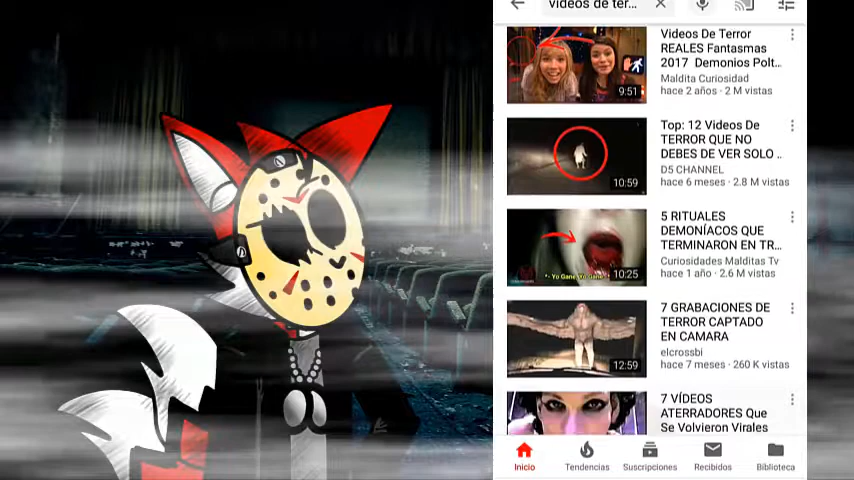 videos de ter...
Videos De Terror
REALES Fantasmas
2017 Demonios Polt...
Maldita Curiosidad
hace 2 años · 2 M vistas
9:51
Top: 12 Videos De
TERROR QUE NO
DEBES DE VER SOLO ..
D5 CHANNEL
hace 6 meses · 2.8 M vistas
10:59
5 RITUALES
DEMONÍACOS QUE
TERMINARON EN TR...
Curiosidades Malditas Tv
hace 1 año · 2.6 M vistas
10:25
7 GRABACIONES DE
TERROR CAPTADO
EN CAMARA
elcrossbi
hace 7 meses · 260 K vistas
12:59
7 VÍDEOS
ATERRADORES Que
Se Volvieron Virales
Inicio
Tendencias
Suscripciones
Recibidos
Biblioteca